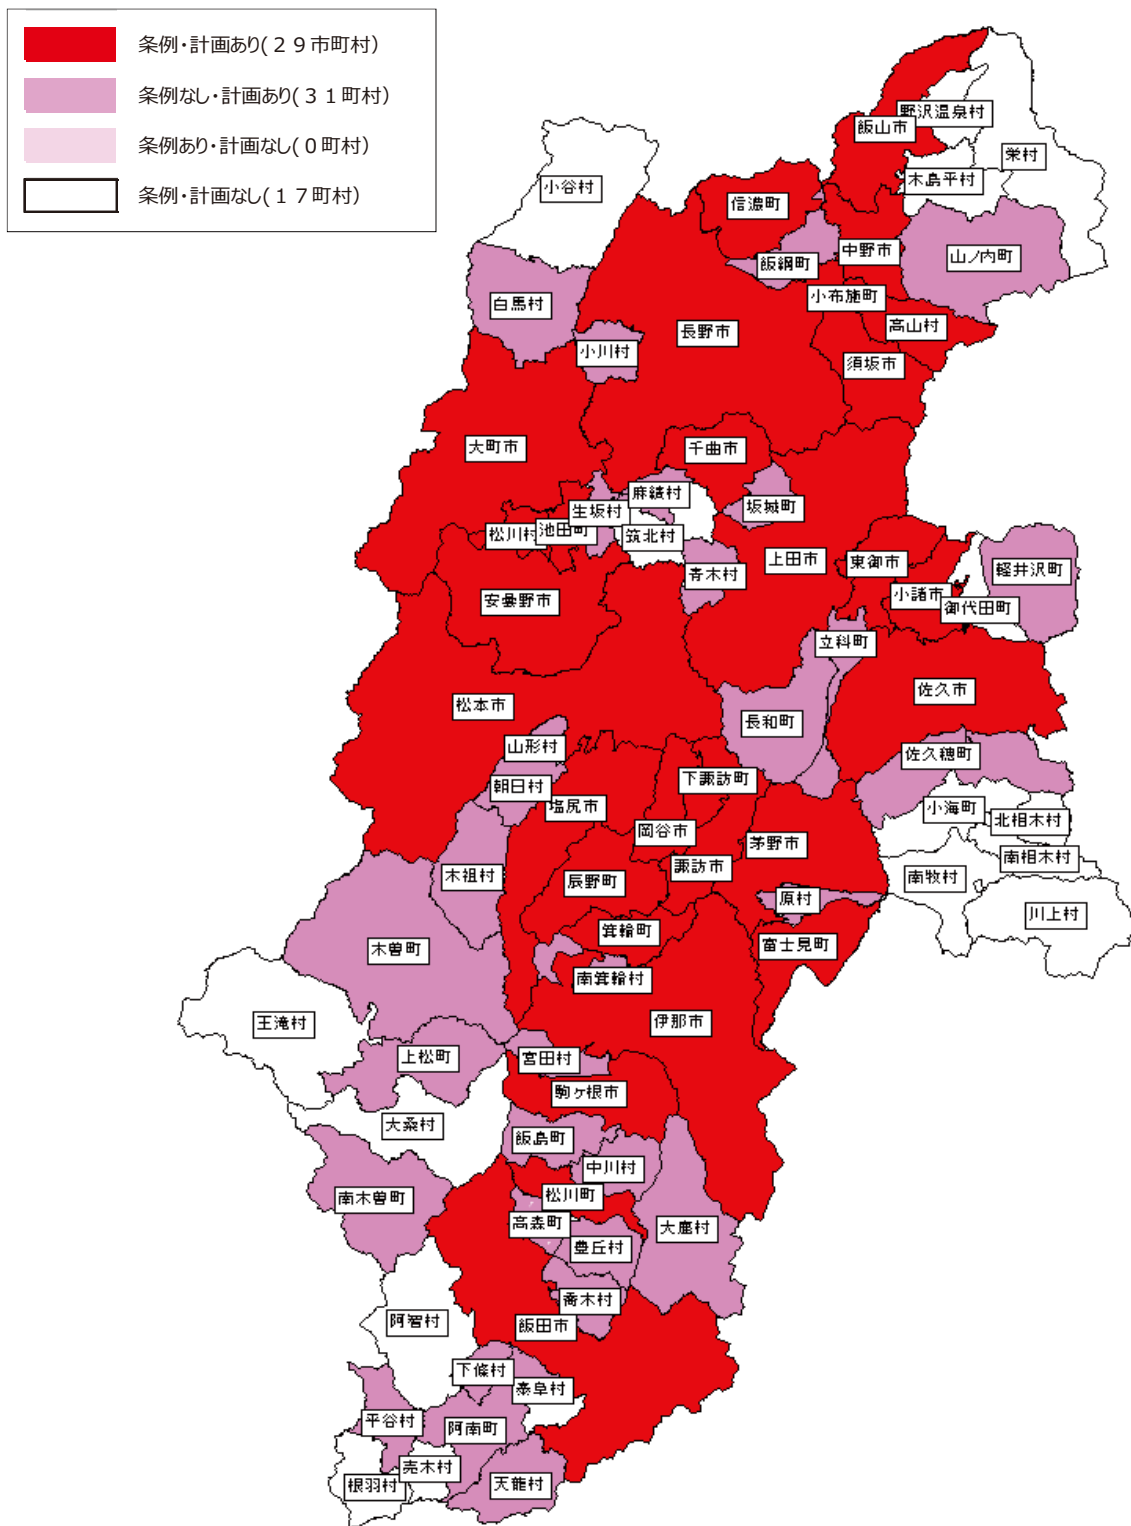 条例・計画あり(２９市町村)
条例なし・計画あり(３１町村)
条例あり・計画なし(０町村)
条例・計画なし(１７町村)
野沢温泉村
飯山市
栄村
木島平村
小谷村
信濃町
中野市
山ノ内町
飯綱町
小布施町
白馬村
高山村
長野市
小川村
須坂市
大町市
千曲市
麻績村
坂城町
生坂村
松川村
池田町
筑北村
上田市
東御市
軽井沢町
青木村
小諸市
安曇野市
御代田町
立科町
佐久市
松本市
長和町
山形村
佐久穂町
下諏訪町
朝日村
塩尻市
小海町
北相木村
岡谷市
茅野市
南相木村
諏訪市
木祖村
辰野町
南牧村
原村
川上村
箕輪町
富士見町
木曽町
南箕輪村
王滝村
伊那市
上松町
宮田村
駒ヶ根市
大桑村
飯島町
中川村
南木曽町
松川町
高森町
大鹿村
豊丘村
喬木村
阿智村
飯田市
下條村
泰阜村
平谷村
阿南町
売木村
根羽村
天龍村